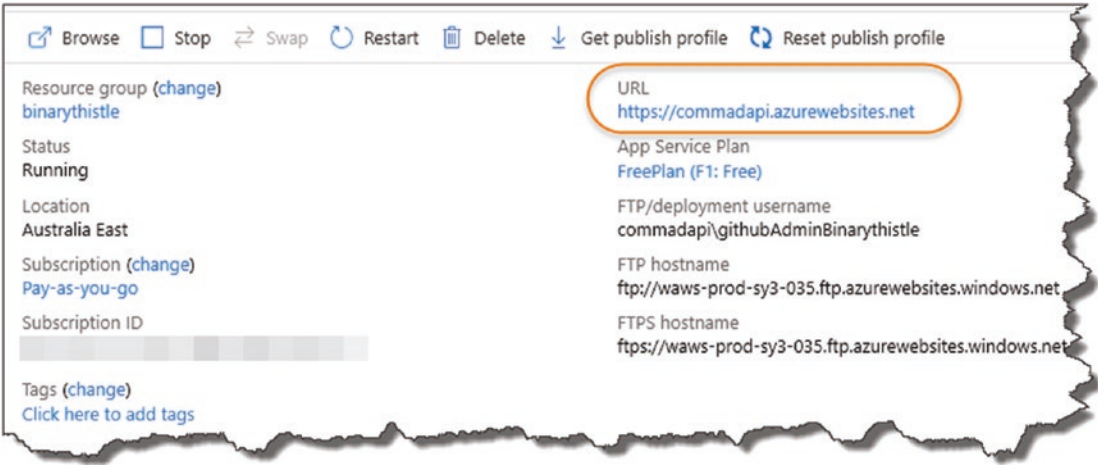 Browse Stop Swap Restart Delete Get publish profile Reset publish profile
Resource group (change)
binarythistle
Status
Running
Location
Australia East
Subscription (change)
Pay-as-you-go
Subscription ID
Tags (change)
Click here to add tags
URL
https://commadapi.azurewebsites.net
App Service Plan
FreePlan (F1: Free)
FTP/deployment username
commadapi\githubAdminBinarythistle
FTP hostname
ftp://waws-prod-sy3-035.ftp.azurewebsites.windows.net
FTPS hostname
ftps://waws-prod-sy3-035.ftp.azurewebsites.windows.net